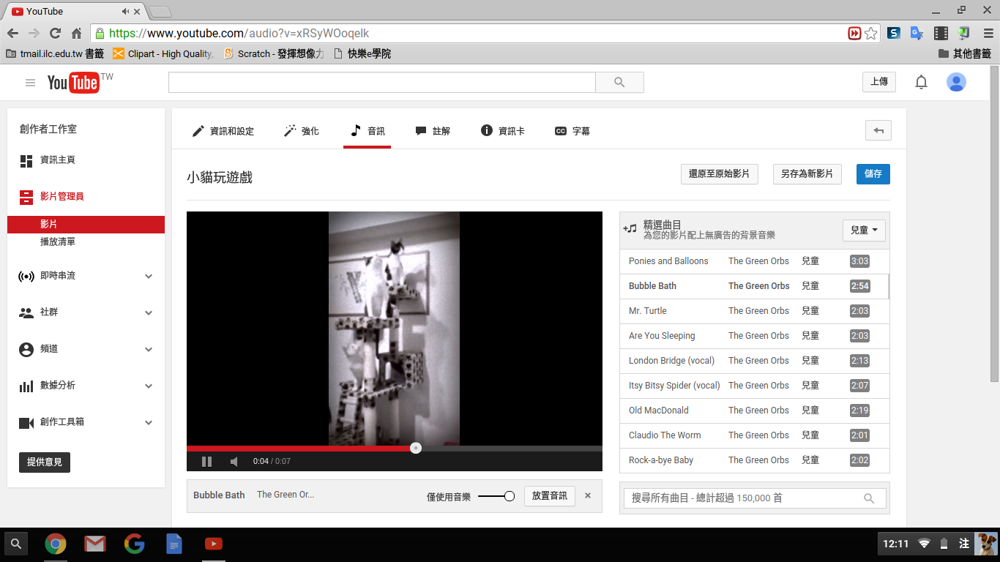 YouTube
https://www.youtube.com/audio?v=xRSyWOoqelk
tmail.ilc.edu.tw 書籤
Clipart - High Quality,
Scratch - 發揮想像力
快樂e學院
其他書籤
YouTube TW
上傳
創作者工作室
資訊主頁
影片管理員
影片
播放清單
即時串流
社群
頻道
數據分析
創作工具箱
提供意見
資訊和設定
強化
音訊
註解
資訊卡
CC 字幕
小貓玩遊戲
還原至原始影片
另存為新影片
儲存
0:04 / 0:07
Bubble Bath The Green Or...
僅使用音樂
放置音訊
精選曲目
為您的影片配上無廣告的背景音樂
兒童
Ponies and Balloons The Green Orbs 兒童 3:03
Bubble Bath The Green Orbs 兒童 2:54
Mr. Turtle The Green Orbs 兒童 2:03
Are You Sleeping The Green Orbs 兒童 2:03
London Bridge (vocal) The Green Orbs 兒童 2:13
Itsy Bitsy Spider (vocal) The Green Orbs 兒童 2:07
Old MacDonald The Green Orbs 兒童 2:19
Claudio The Worm The Green Orbs 兒童 2:01
Rock-a-bye Baby The Green Orbs 兒童 2:02
搜尋所有曲目 - 總計超過 150,000 首
12:11
注